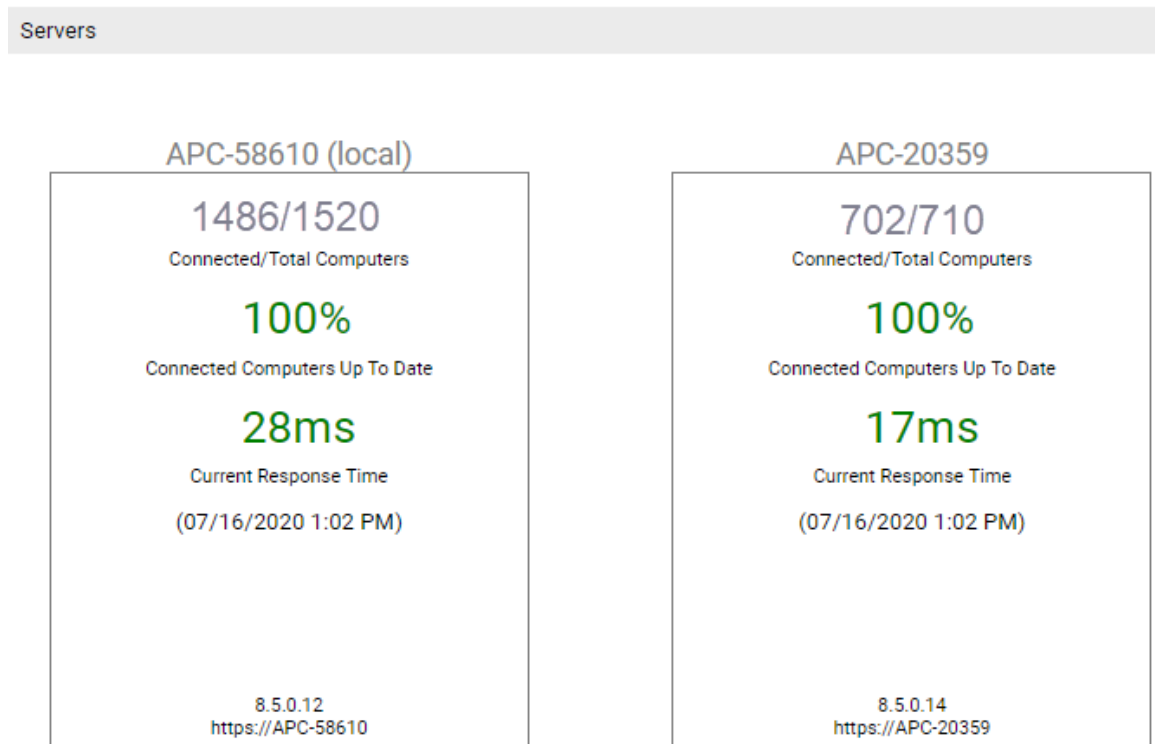 Servers
APC-58610 (local)
1486/1520
Connected/Total Computers
100%
Connected Computers Up To Date
28ms
Current Response Time
(07/16/2020 1:02 PM)
8.5.0.12
https://APC-58610
APC-20359
702/710
Connected/Total Computers
100%
Connected Computers Up To Date
17ms
Current Response Time
(07/16/2020 1:02 PM)
8.5.0.14
https://APC-20359